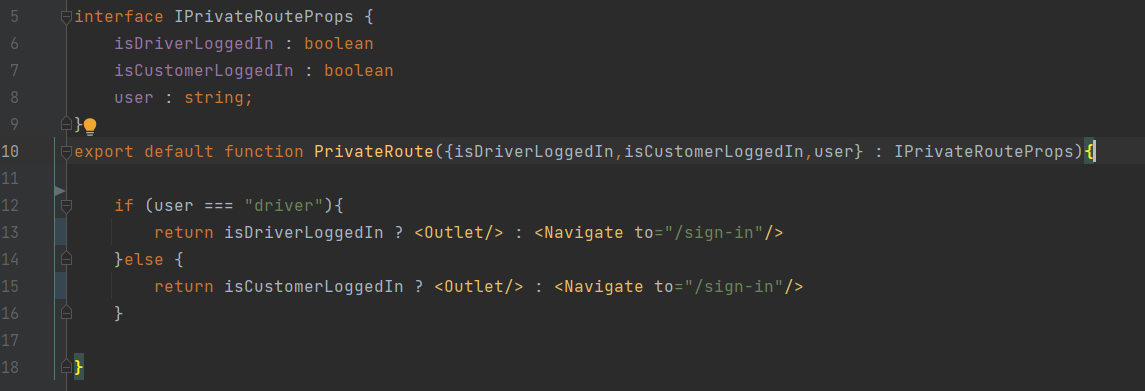 5 interface IPrivateRouteProps {
6     isDriverLoggedIn : boolean
7     isCustomerLoggedIn : boolean
8     user : string;
9 }
10 export default function PrivateRoute({isDriverLoggedIn,isCustomerLoggedIn,user} : IPrivateRouteProps){
11
12     if (user === "driver"){
13         return isDriverLoggedIn ? <Outlet/> : <Navigate to="/sign-in"/>
14     }else {
15         return isCustomerLoggedIn ? <Outlet/> : <Navigate to="/sign-in"/>
16     }
17
18 }